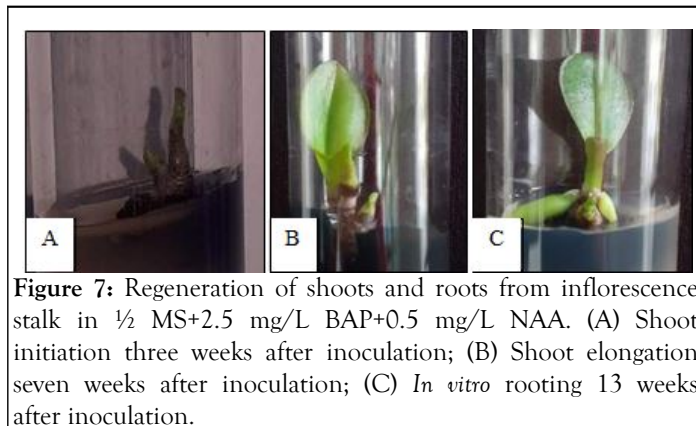 A
B
C
Figure 7: Regeneration of shoots and roots from inflorescence
stalk in ½ MS+2.5 mg/L BAP+0.5 mg/L NAA. (A) Shoot
initiation three weeks after inoculation; (B) Shoot elongation
seven weeks after inoculation; (C) In vitro rooting 13 weeks
after inoculation.